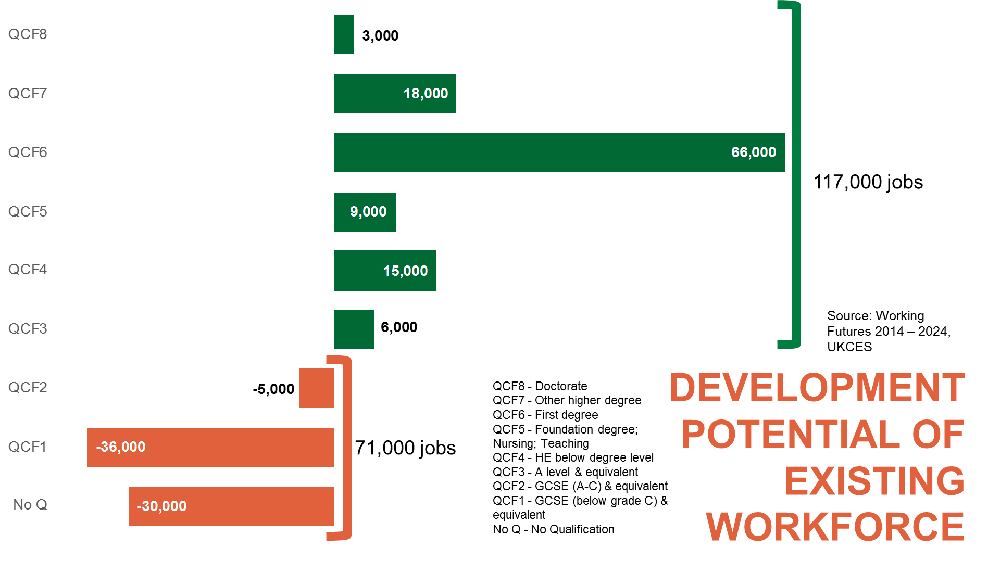 QCF8
3,000
QCF7
18,000
QCF6
66,000
117,000 jobs
QCF5
9,000
QCF4
15,000
QCF3
6,000
Source: Working
Futures 2014 – 2024,
UKCES
QCF2
-5,000
QCF1
-36,000
71,000 jobs
No Q
-30,000
QCF8 - Doctorate
QCF7 - Other higher degree
QCF6 - First degree
QCF5 - Foundation degree;
Nursing; Teaching
QCF4 - HE below degree level
QCF3 - A level & equivalent
QCF2 - GCSE (A-C) & equivalent
QCF1 - GCSE (below grade C) &
equivalent
No Q - No Qualification
DEVELOPMENT
POTENTIAL OF
EXISTING
WORKFORCE